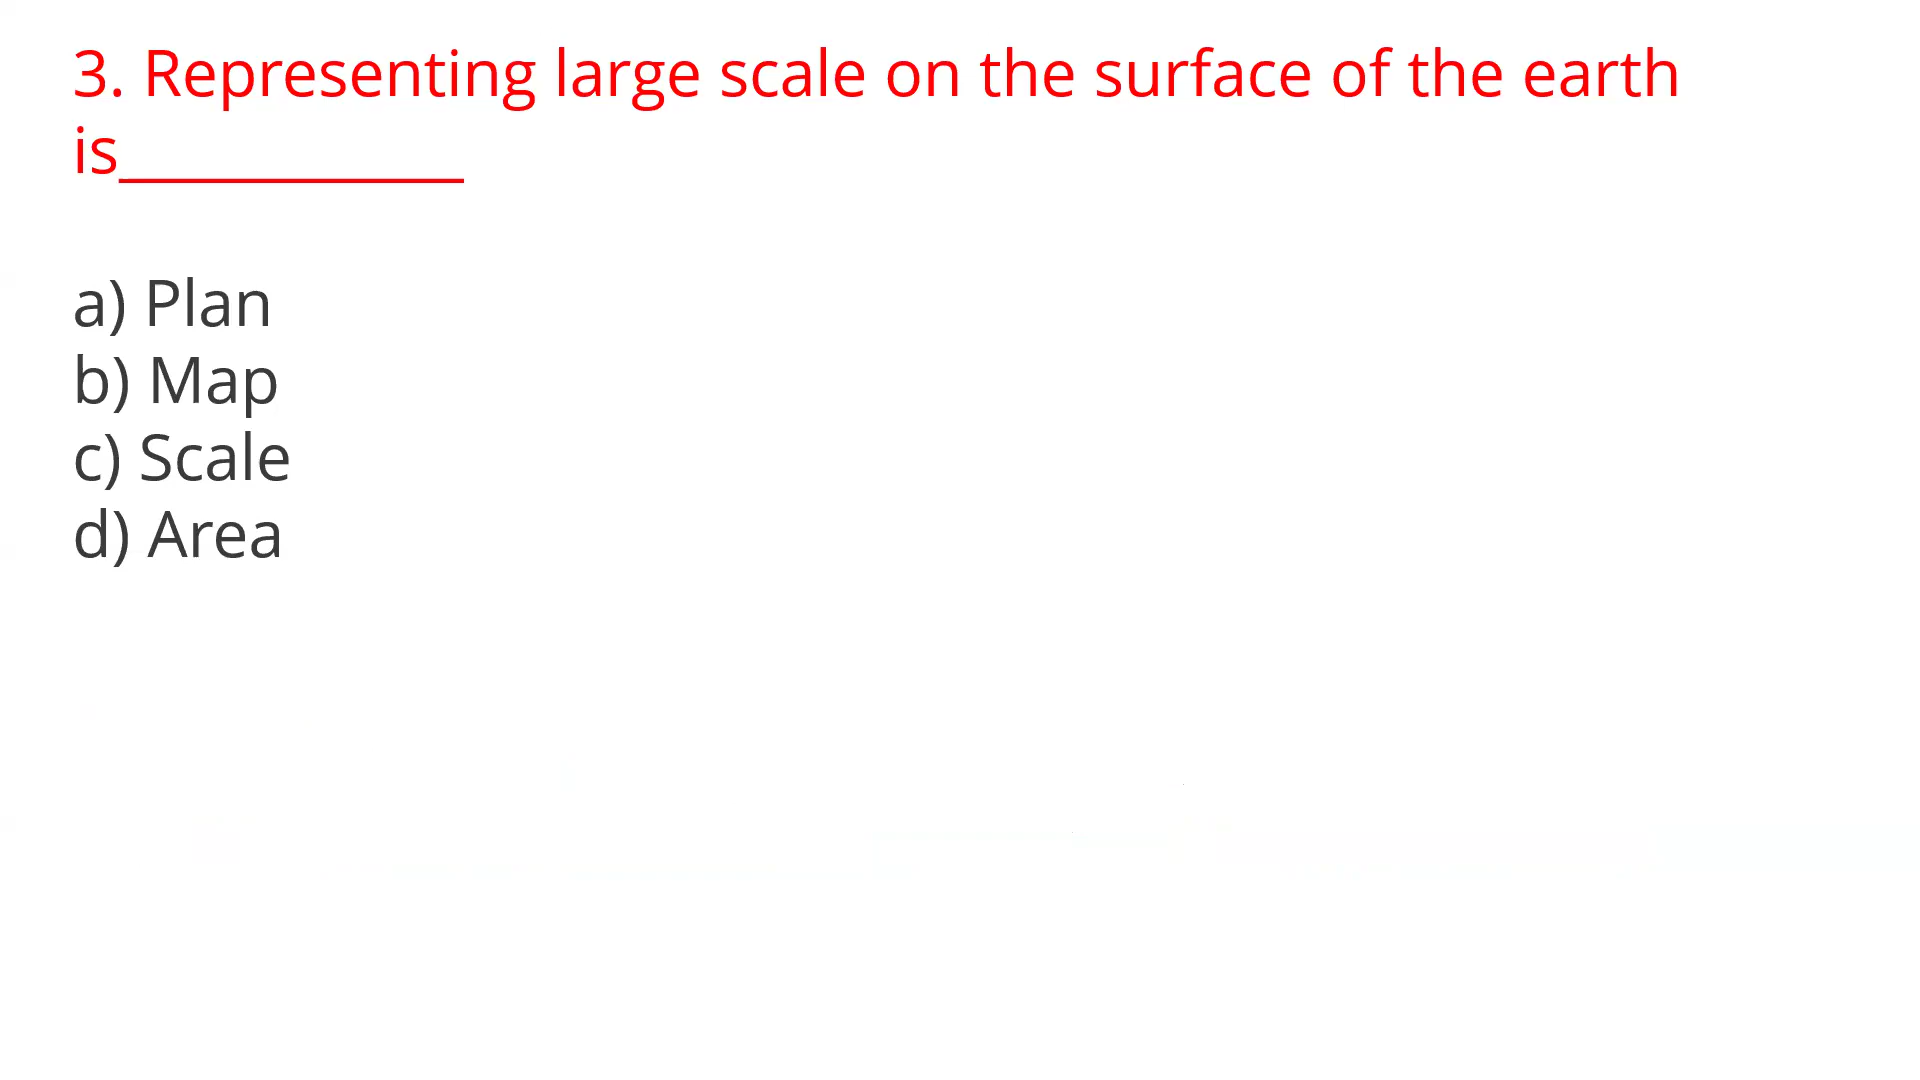 3. Representing large scale on the surface of the earth
is___________
a) Plan
b) Map
c) Scale
d) Area